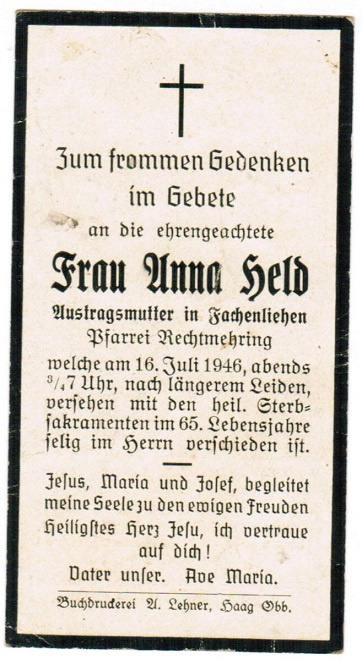 Zum frommen Gedenken
im Gebete
an die ehrengeachtete
Frau Anna Held
Austragsmutter in Fachenliehen
Pfarrei Rechtmehring
welche am 16. Juli 1946, abends
³/₄7 Uhr, nach längerem Leiden,
versehen mit den heil. Sterb-
sakramenten im 65. Lebensjahre
selig im Herrn verschieden ist.
Jesus, Maria und Josef, begleitet
meine Seele zu den ewigen Freuden
Heiligstes Herz Jesu, ich vertraue
auf dich!
Vater unser. Ave Maria.
Buchdruckerei A. Lehner, Haag Obb.